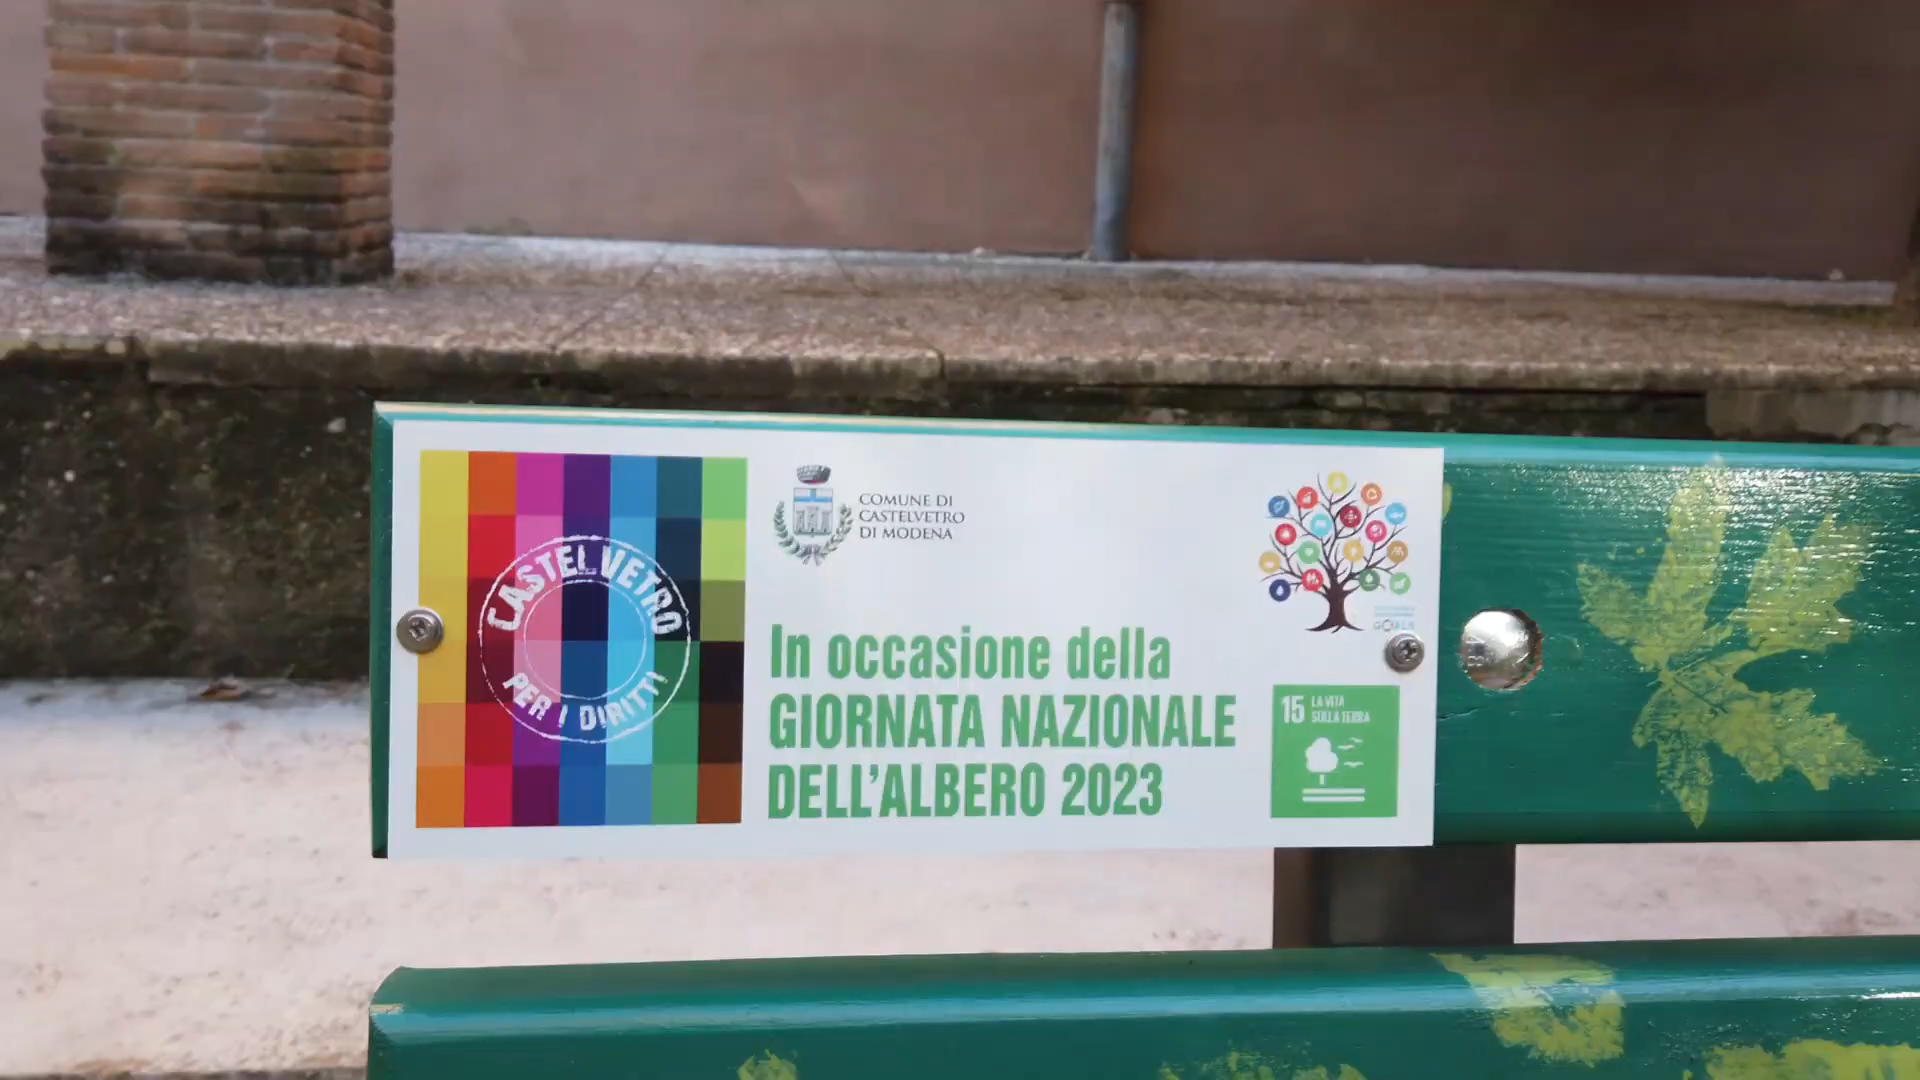 CASTELVETRO
PER I DIRITTI
COMUNE DI
CASTELVETRO
DI MODENA
In occasione della
GIORNATA NAZIONALE
DELL'ALBERO 2023
GOALS
15 LA VITA
SULLA TERRA